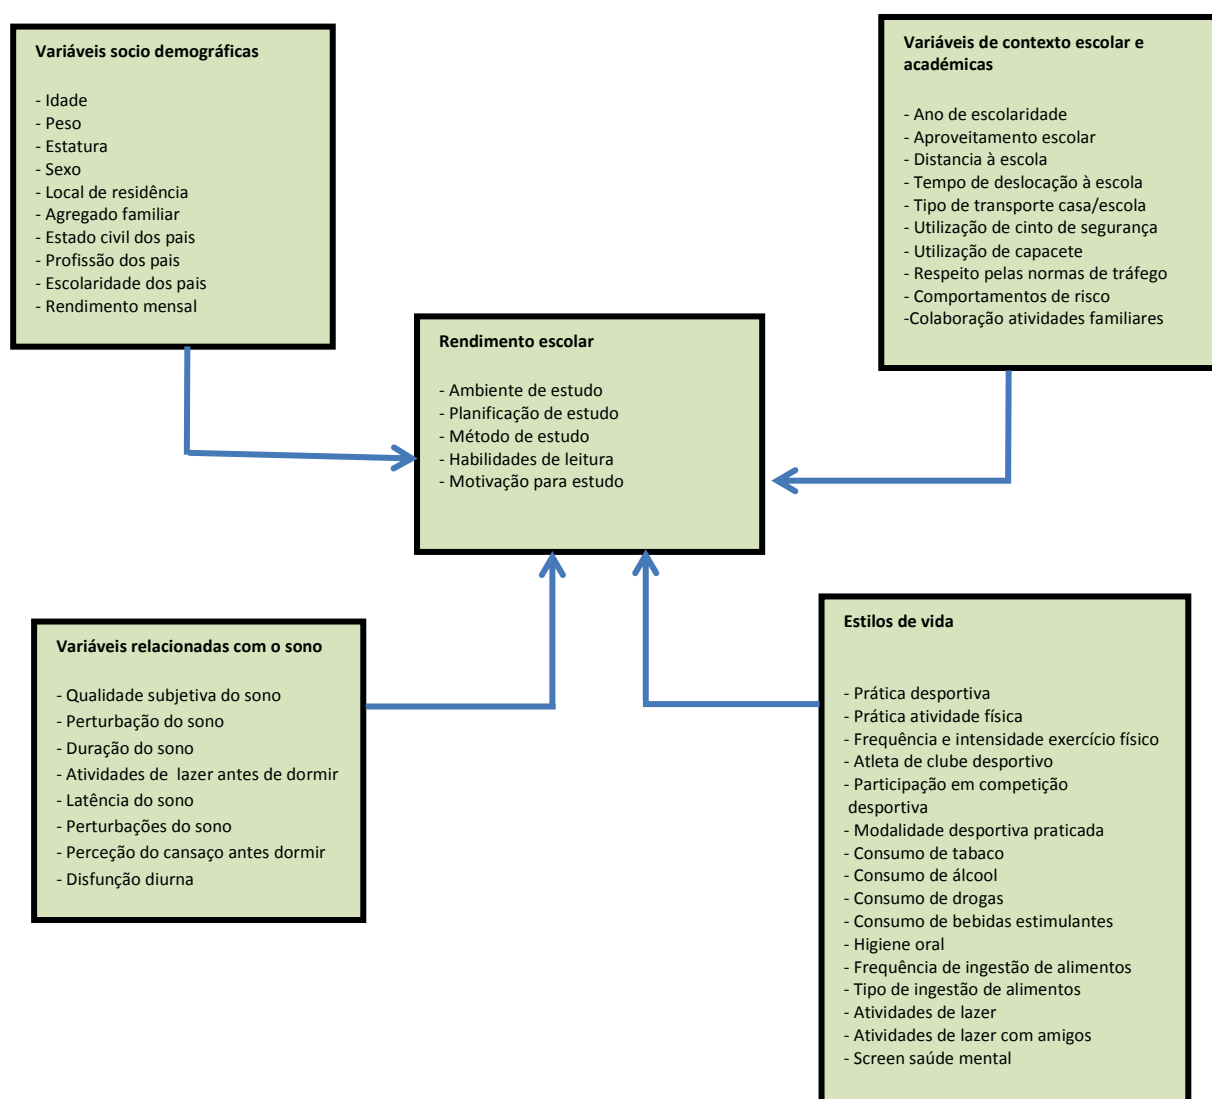 Variáveis socio demográficas
- Idade
- Peso
- Estatura
- Sexo
- Local de residência
- Agregado familiar
- Estado civil dos pais
- Profissão dos pais
- Escolaridade dos pais
- Rendimento mensal
Variáveis de contexto escolar e
académicas
- Ano de escolaridade
- Aproveitamento escolar
- Distancia à escola
- Tempo de deslocação à escola
- Tipo de transporte casa/escola
- Utilização de cinto de segurança
- Utilização de capacete
- Respeito pelas normas de tráfego
- Comportamentos de risco
-Colaboração atividades familiares
Rendimento escolar
- Ambiente de estudo
- Planificação de estudo
- Método de estudo
- Habilidades de leitura
- Motivação para estudo
Variáveis relacionadas com o sono
- Qualidade subjetiva do sono
- Perturbação do sono
- Duração do sono
- Atividades de lazer antes de dormir
- Latência do sono
- Perturbações do sono
- Perceção do cansaço antes dormir
- Disfunção diurna
Estilos de vida
- Prática desportiva
- Prática atividade física
- Frequência e intensidade exercício físico
- Atleta de clube desportivo
- Participação em competição
desportiva
- Modalidade desportiva praticada
- Consumo de tabaco
- Consumo de álcool
- Consumo de drogas
- Consumo de bebidas estimulantes
- Higiene oral
- Frequência de ingestão de alimentos
- Tipo de ingestão de alimentos
- Atividades de lazer
- Atividades de lazer com amigos
- Screen saúde mental